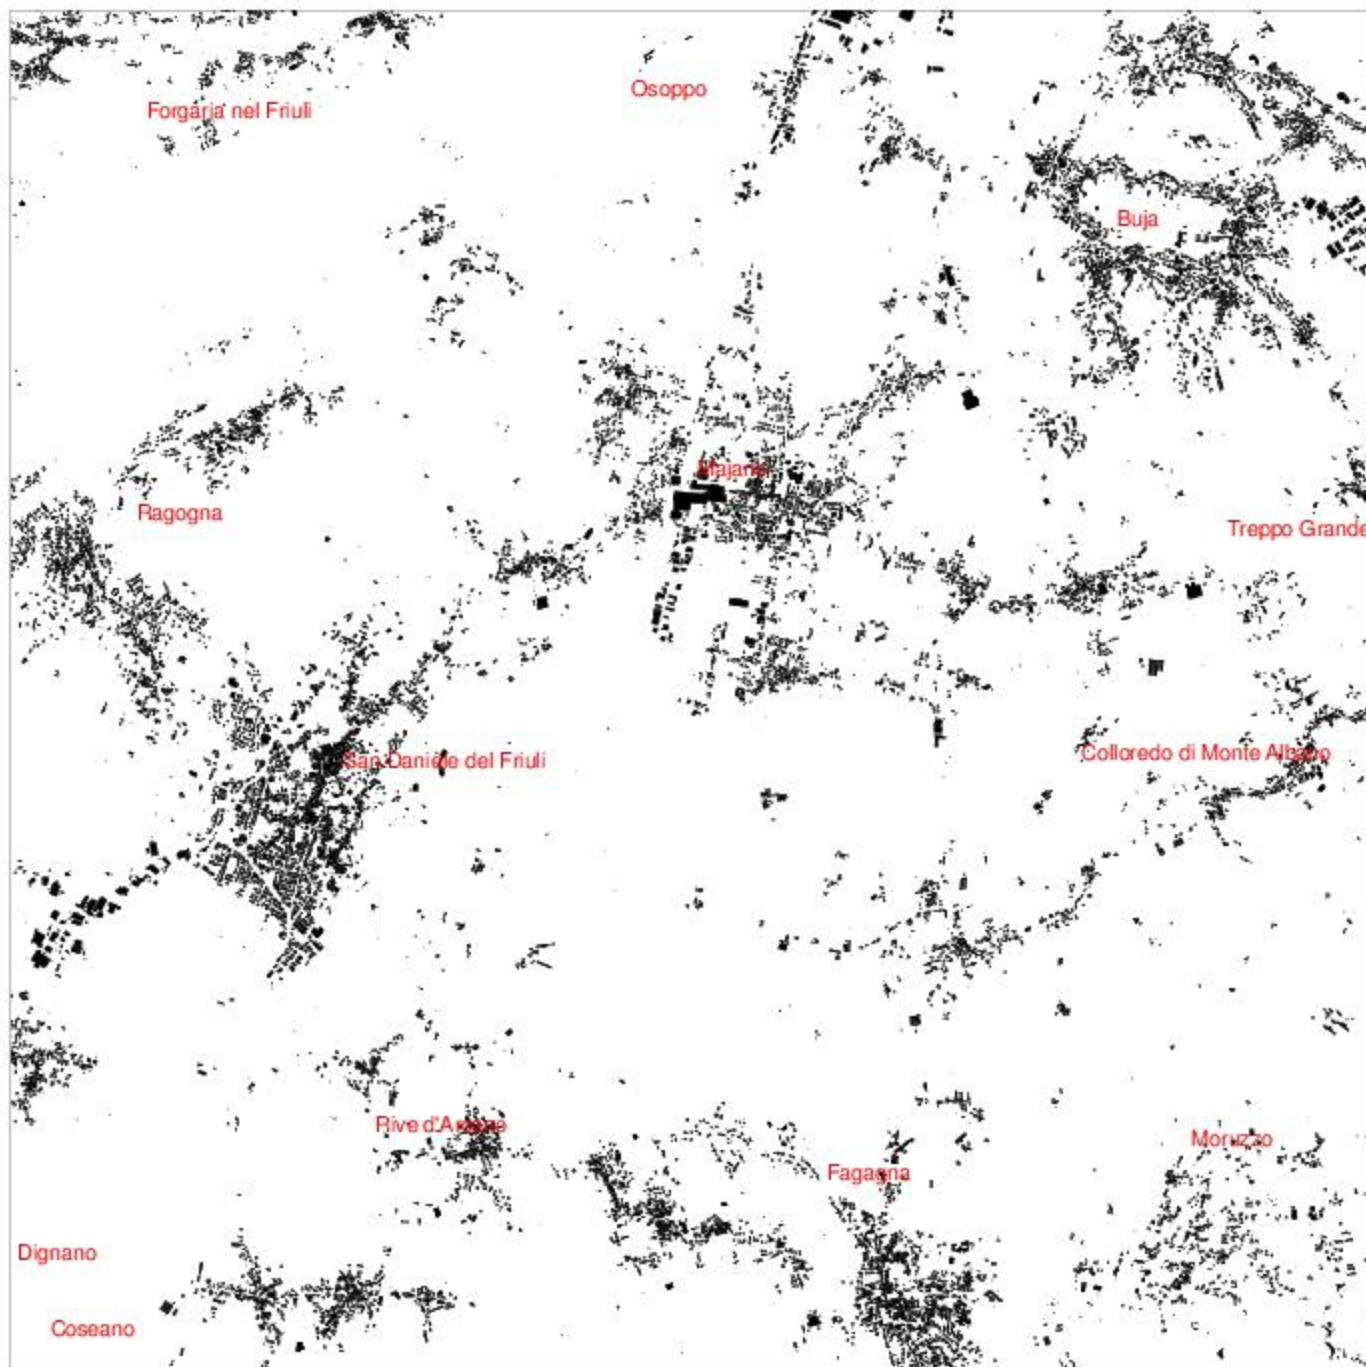 Osoppo
Forgaria nel Friuli
Buja
Majano
Ragogna
Treppo Grande
Colloredo di Monte Albano
San Daniele del Friuli
Rive d'Arcano
Moruzzo
Fagagna
Dignano
Coseano